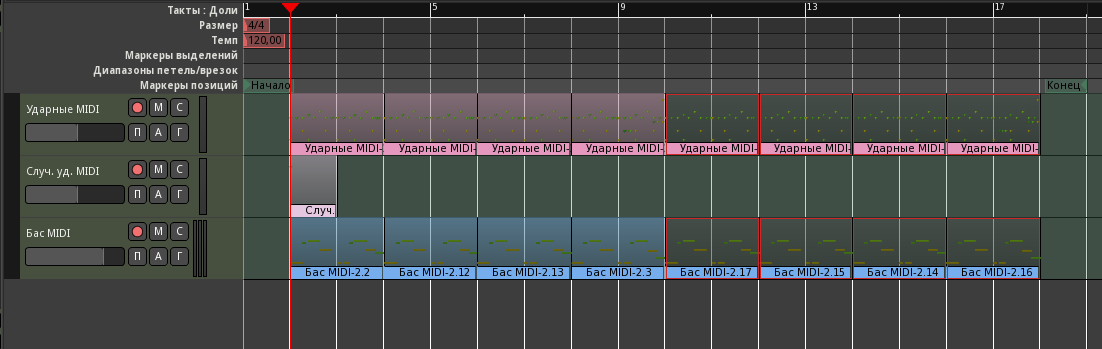 Такты : Доли 1 5 9 13 17
Размер 4/4
Темп 120,00
Маркеры выделений
Диапазоны петель/врезок
Маркеры позиций Начало Конец
Ударные MIDI М С
П А Г
Ударные MIDI- Ударные MIDI- Ударные MIDI- Ударные MIDI- Ударные MIDI- Ударные MIDI- Ударные MIDI- Ударные MIDI-
Случ. уд. MIDI М С
П А Г
Случ.
Бас MIDI М С
П А Г
Бас MIDI-2.2 Бас MIDI-2.12 Бас MIDI-2.13 Бас MIDI-2.3 Бас MIDI-2.17 Бас MIDI-2.15 Бас MIDI-2.14 Бас MIDI-2.16